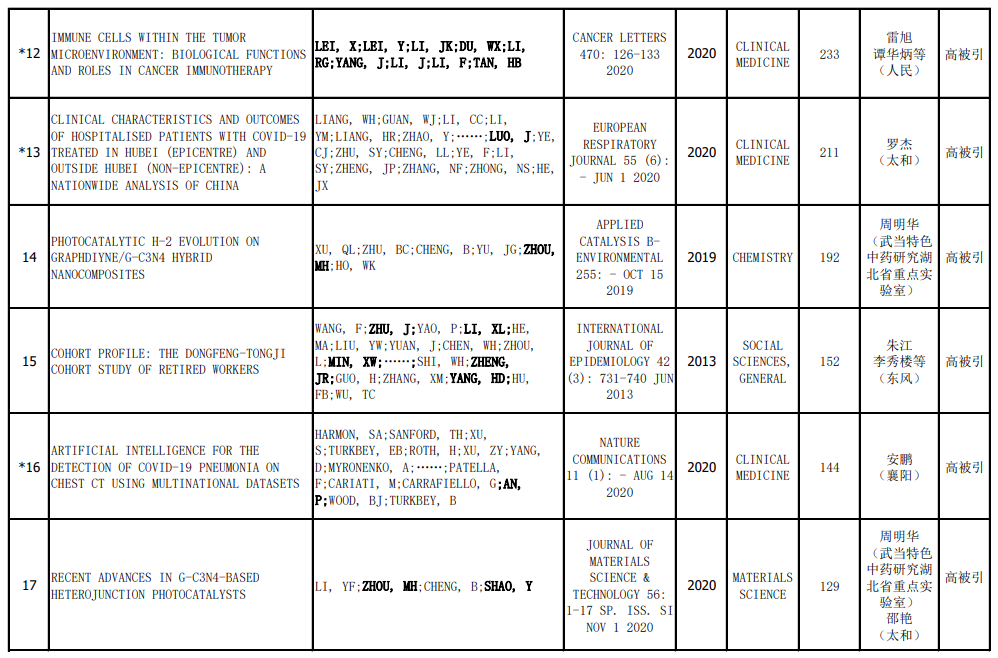 *12
IMMUNE CELLS WITHIN THE TUMOR
MICROENVIRONMENT: BIOLOGICAL FUNCTIONS
AND ROLES IN CANCER IMMUNOTHERAPY
LEI, X;LEI, Y;LI, JK;DU, WX;LI,
RG;YANG, J;LI, J;LI, F;TAN, HB
CANCER LETTERS
470: 126-133
2020
2020
CLINICAL
MEDICINE
233
雷旭
谭华炳等
（人民）
高被引
*13
CLINICAL CHARACTERISTICS AND OUTCOMES
OF HOSPITALISED PATIENTS WITH COVID-19
TREATED IN HUBEI (EPICENTRE) AND
OUTSIDE HUBEI (NON-EPICENTRE): A
NATIONWIDE ANALYSIS OF CHINA
LIANG, WH;GUAN, WJ;LI, CC;LI,
YM;LIANG, HR;ZHAO, Y;······;LUO, J;YE,
CJ;ZHU, SY;CHENG, LL;YE, F;LI,
SY;ZHENG, JP;ZHANG, NF;ZHONG, NS;HE,
JX
EUROPEAN
RESPIRATORY
JOURNAL 55 (6):
- JUN 1 2020
2020
CLINICAL
MEDICINE
211
罗杰
（太和）
高被引
14
PHOTOCATALYTIC H-2 EVOLUTION ON
GRAPHDIYNE/G-C3N4 HYBRID
NANOCOMPOSITES
XU, QL;ZHU, BC;CHENG, B;YU, JG;ZHOU,
MH;HO, WK
APPLIED
CATALYSIS B-
ENVIRONMENTAL
255: - OCT 15
2019
2019
CHEMISTRY
192
周明华
（武当特色
中药研究湖
北省重点实
验室）
高被引
15
COHORT PROFILE: THE DONGFENG-TONGJI
COHORT STUDY OF RETIRED WORKERS
WANG, F;ZHU, J;YAO, P;LI, XL;HE,
MA;LIU, YW;YUAN, J;CHEN, WH;ZHOU,
L;MIN, XW;······;SHI, WH;ZHENG,
JR;GUO, H;ZHANG, XM;YANG, HD;HU,
FB;WU, TC
INTERNATIONAL
JOURNAL OF
EPIDEMIOLOGY 42
(3): 731-740 JUN
2013
2013
SOCIAL
SCIENCES,
GENERAL
152
朱江
李秀楼等
（东风）
高被引
*16
ARTIFICIAL INTELLIGENCE FOR THE
DETECTION OF COVID-19 PNEUMONIA ON
CHEST CT USING MULTINATIONAL DATASETS
HARMON, SA;SANFORD, TH;XU,
S;TURKBEY, EB;ROTH, H;XU, ZY;YANG,
D;MYRONENKO, A;······;PATELLA,
F;CARIATI, M;CARRAFIELLO, G;AN,
P;WOOD, BJ;TURKBEY, B
NATURE
COMMUNICATIONS
11 (1): - AUG 14
2020
2020
CLINICAL
MEDICINE
144
安鹏
（襄阳）
高被引
17
RECENT ADVANCES IN G-C3N4-BASED
HETEROJUNCTION PHOTOCATALYSTS
LI, YF;ZHOU, MH;CHENG, B;SHAO, Y
JOURNAL OF
MATERIALS
SCIENCE &
TECHNOLOGY 56:
1-17 SP. ISS. SI
NOV 1 2020
2020
MATERIALS
SCIENCE
129
周明华
（武当特色
中药研究湖
北省重点实
验室）
邵艳
（太和）
高被引